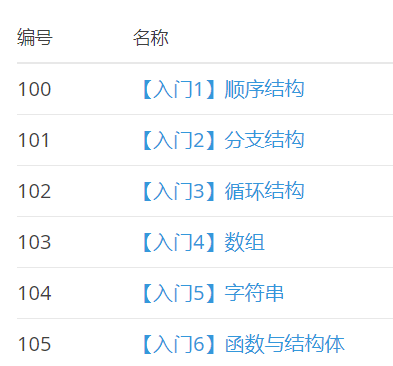 编号 名称
100 【入门1】顺序结构
101 【入门2】分支结构
102 【入门3】循环结构
103 【入门4】数组
104 【入门5】字符串
105 【入门6】函数与结构体